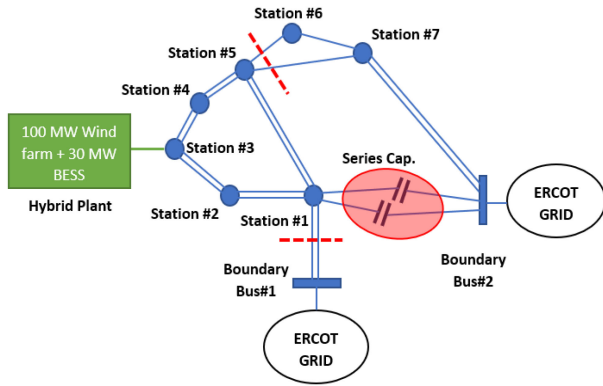 Station #6
Station #5
Station #7
Station #4
100 MW Wind
farm + 30 MW
BESS
Station #3
Hybrid Plant
Series Cap.
Station #2
Station #1
ERCOT
GRID
Boundary
Bus#1
Boundary
Bus#2
ERCOT
GRID